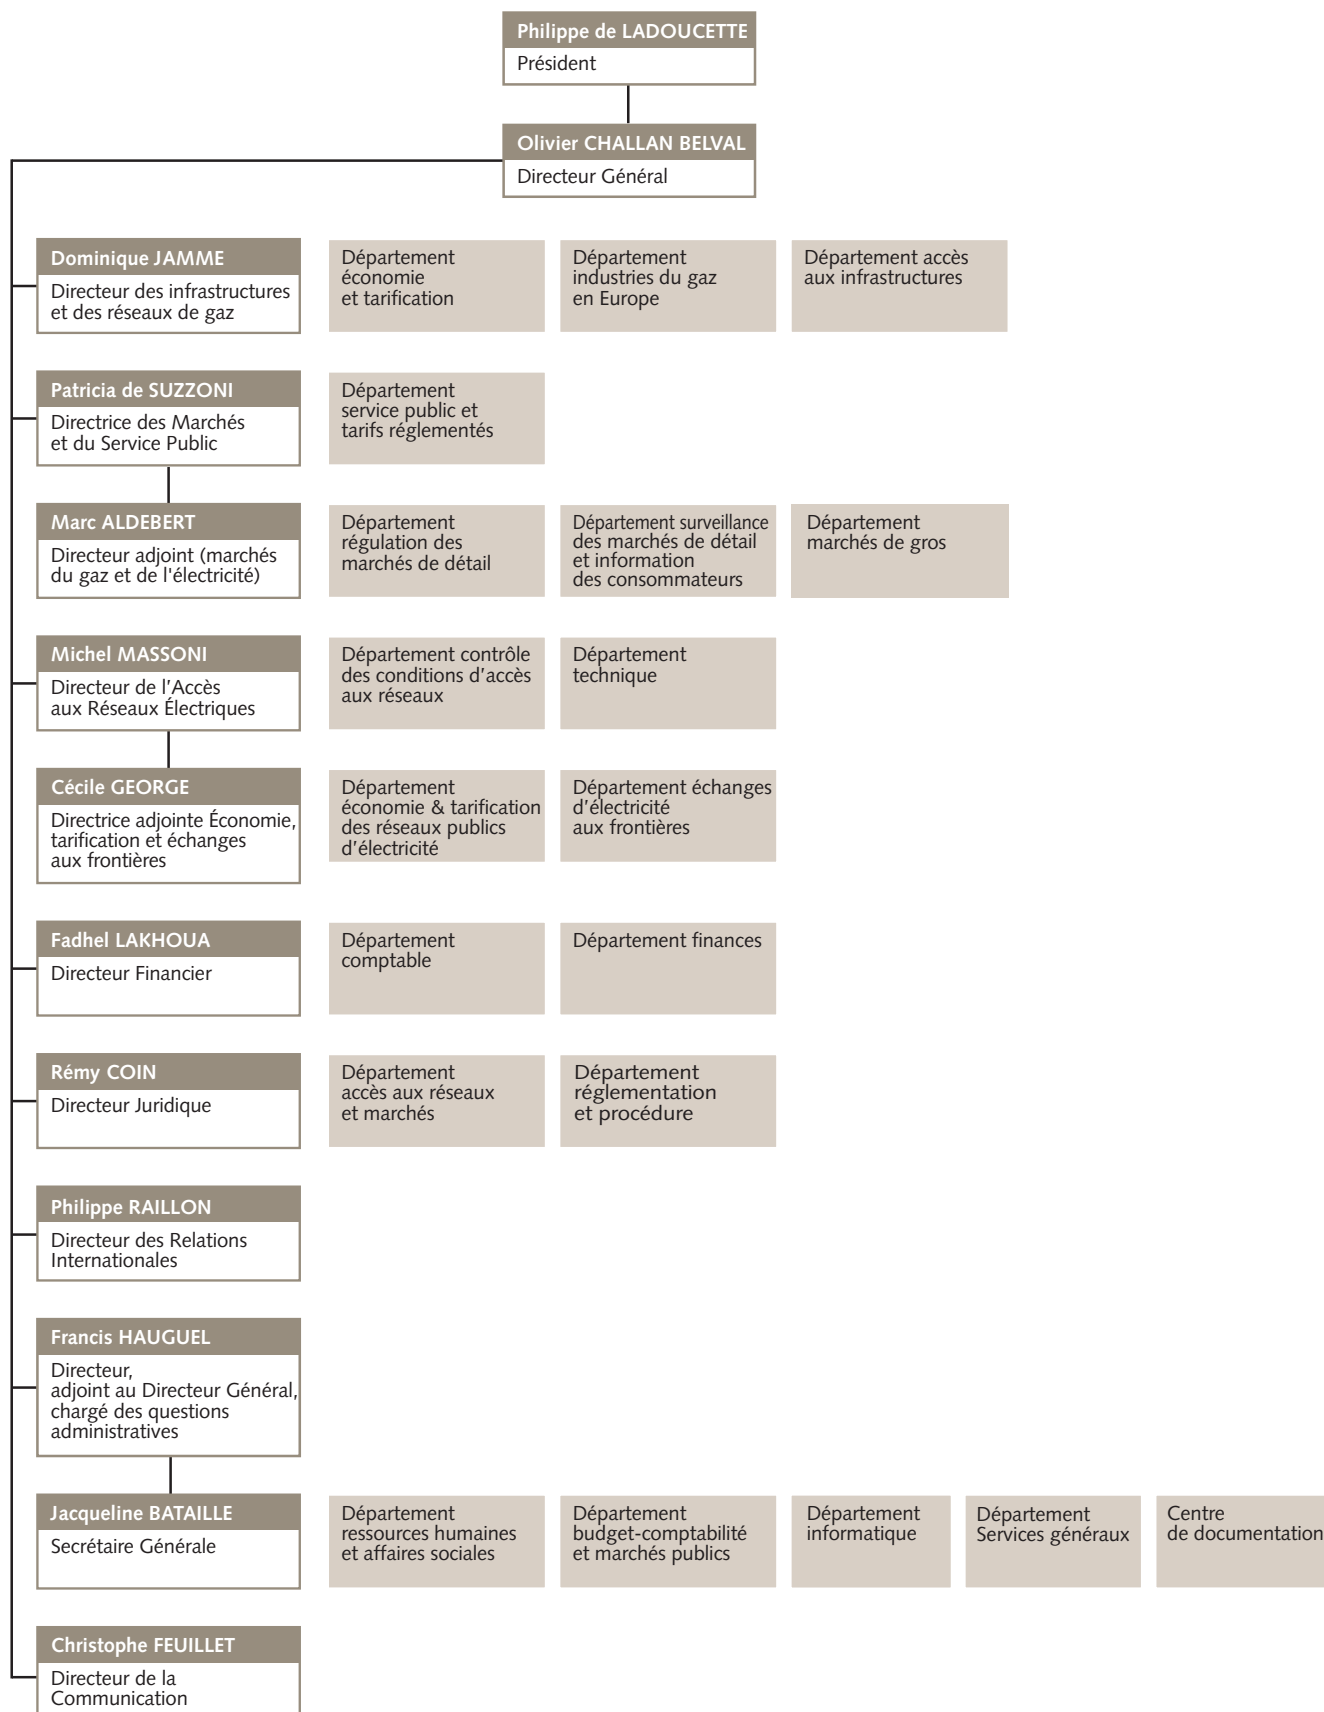 Philippe de LADOUCETTE
Président
Olivier CHALLAN BELVAL
Directeur Général
Dominique JAMME
Directeur des infrastructures
et des réseaux de gaz
Département
économie
et tarification
Département
industries du gaz
en Europe
Département accès
aux infrastructures
Patricia de SUZZONI
Directrice des Marchés
et du Service Public
Département
service public et
tarifs réglementés
Marc ALDEBERT
Directeur adjoint (marchés
du gaz et de l'électricité)
Département
régulation des
marchés de détail
Département surveillance
des marchés de détail
et information
des consommateurs
Département
marchés de gros
Michel MASSONI
Directeur de l'Accès
aux Réseaux Électriques
Département contrôle
des conditions d'accès
aux réseaux
Département
technique
Cécile GEORGE
Directrice adjointe Économie,
tarification et échanges
aux frontières
Département
économie & tarification
des réseaux publics
d'électricité
Département échanges
d'électricité
aux frontières
Fadhel LAKHOUA
Directeur Financier
Département
comptable
Département finances
Rémy COIN
Directeur Juridique
Département
accès aux réseaux
et marchés
Département
réglementation
et procédure
Philippe RAILLON
Directeur des Relations
Internationales
Francis HAUGUEL
Directeur,
adjoint au Directeur Général,
chargé des questions
administratives
Jacqueline BATAILLE
Secrétaire Générale
Département
ressources humaines
et affaires sociales
Département
budget-comptabilité
et marchés publics
Département
informatique
Département
Services généraux
Centre
de documentation
Christophe FEUILLET
Directeur de la
Communication